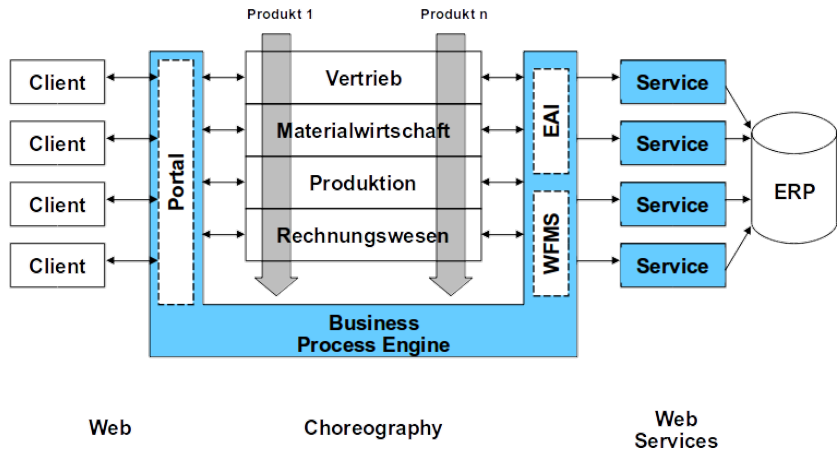 Produkt 1
Produkt n
Client
Client
Client
Client
Portal
Vertrieb
Materialwirtschaft
Produktion
Rechnungswesen
EAI
WFMS
Business
Process Engine
Service
Service
Service
Service
ERP
Web
Choreography
Web
Services